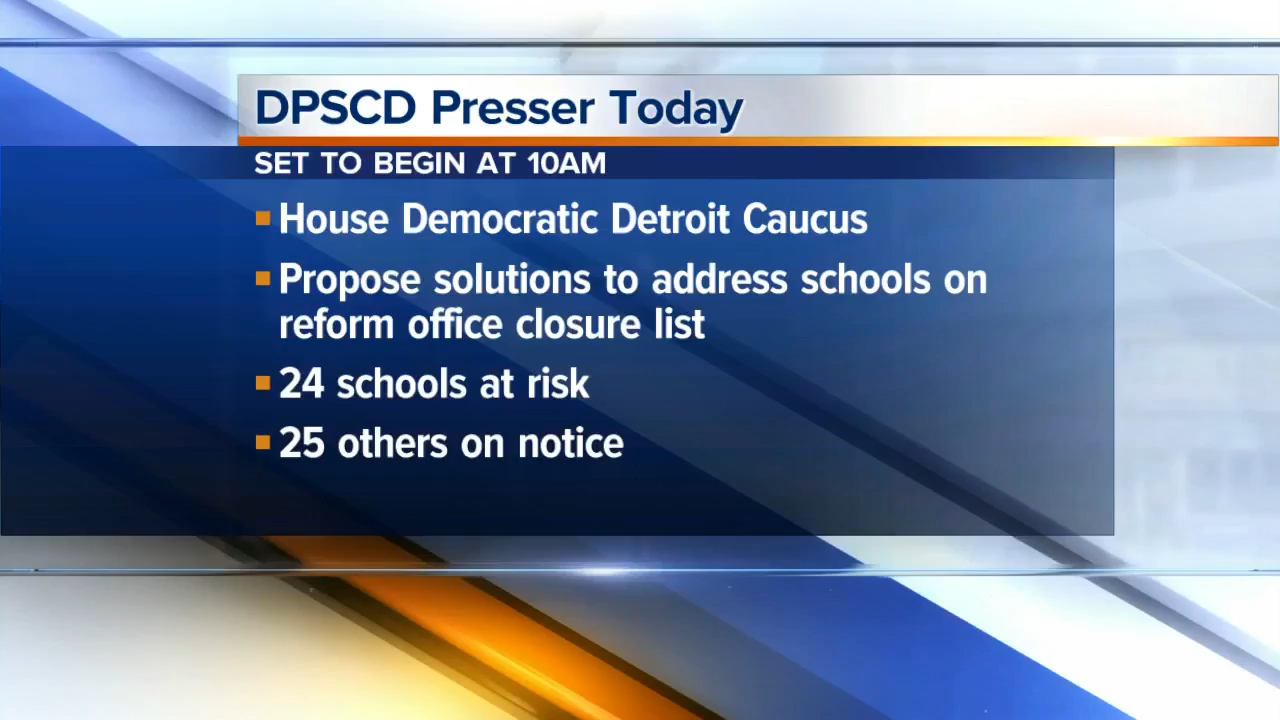 DPSCD Presser Today
SET TO BEGIN AT 10AM
House Democratic Detroit Caucus
Propose solutions to address schools on
reform office closure list
24 schools at risk
25 others on notice